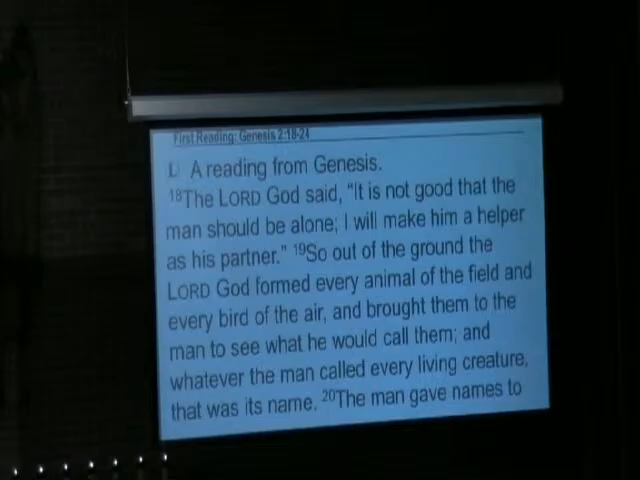 First Reading: Genesis 2:18-24
L A reading from Genesis.
18The LORD God said, "It is not good that the
man should be alone; I will make him a helper
as his partner." 19So out of the ground the
LORD God formed every animal of the field and
every bird of the air, and brought them to the
man to see what he would call them; and
whatever the man called every living creature,
that was its name. 20The man gave names to